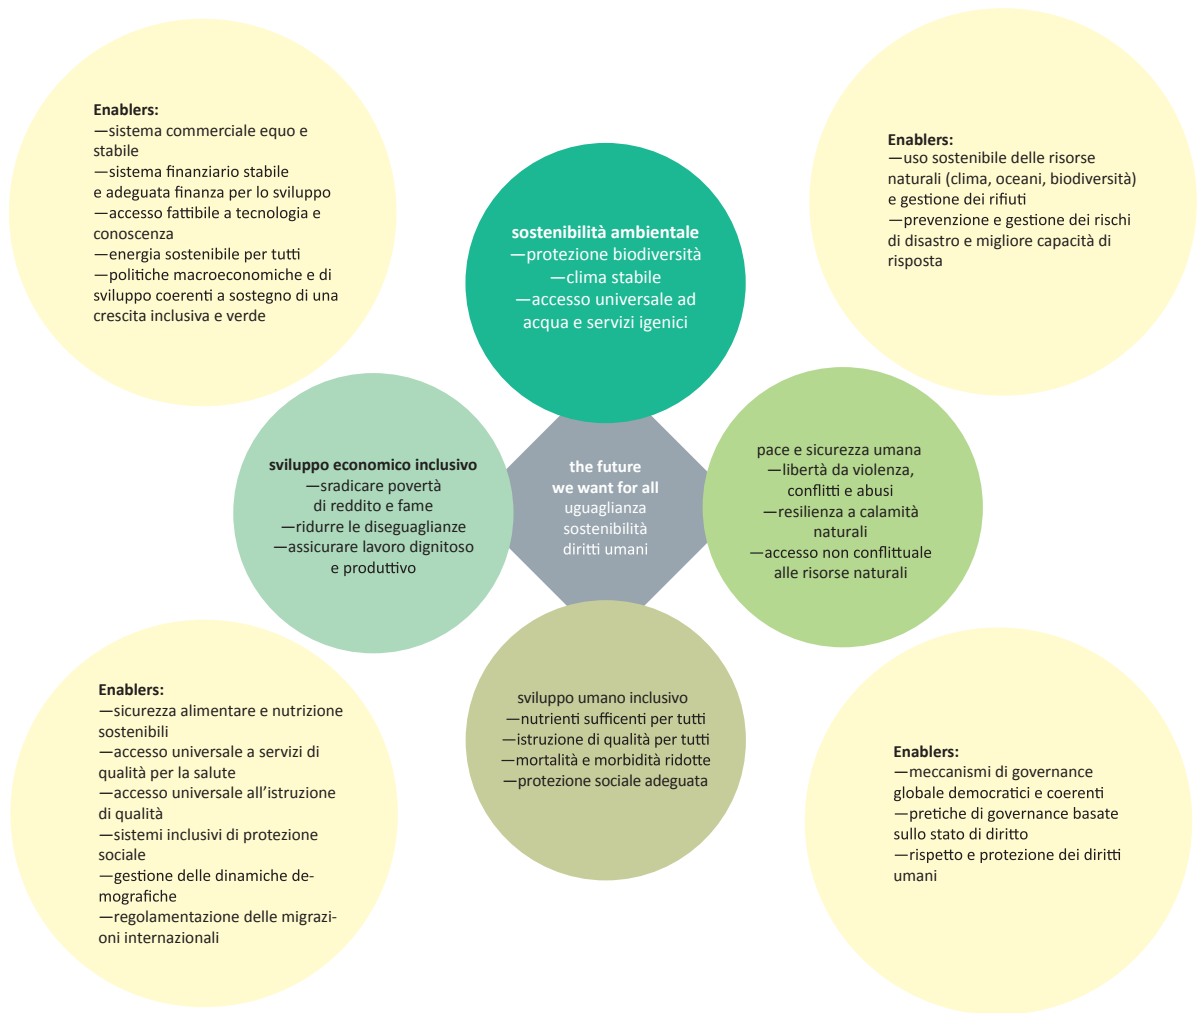 Enablers:
—sistema commerciale equo e
stabile
—sistema finanziario stabile
e adeguata finanza per lo sviluppo
—accesso fattibile a tecnologia e
conoscenza
—energia sostenibile per tutti
—politiche macroeconomiche e di
sviluppo coerenti a sostegno di una
crescita inclusiva e verde
Enablers:
—uso sostenibile delle risorse
naturali (clima, oceani, biodiversità)
e gestione dei rifiuti
—prevenzione e gestione dei rischi
di disastro e migliore capacità di
risposta
sostenibilità ambientale
—protezione biodiversità
—clima stabile
—accesso universale ad
acqua e servizi igenici
sviluppo economico inclusivo
—sradicare povertà
di reddito e fame
—ridurre le diseguaglianze
—assicurare lavoro dignitoso
e produttivo
the future
we want for all
uguaglianza
sostenibilità
diritti umani
pace e sicurezza umana
—libertà da violenza,
conflitti e abusi
—resilienza a calamità
naturali
—accesso non conflittuale
alle risorse naturali
sviluppo umano inclusivo
—nutrienti sufficenti per tutti
—istruzione di qualità per tutti
—mortalità e morbidità ridotte
—protezione sociale adeguata
Enablers:
—sicurezza alimentare e nutrizione
sostenibili
—accesso universale a servizi di
qualità per la salute
—accesso universale all’istruzione
di qualità
—sistemi inclusivi di protezione
sociale
—gestione delle dinamiche de-
mografiche
—regolamentazione delle migrazi-
oni internazionali
Enablers:
—meccanismi di governance
globale democratici e coerenti
—pretiche di governance basate
sullo stato di diritto
—rispetto e protezione dei diritti
umani